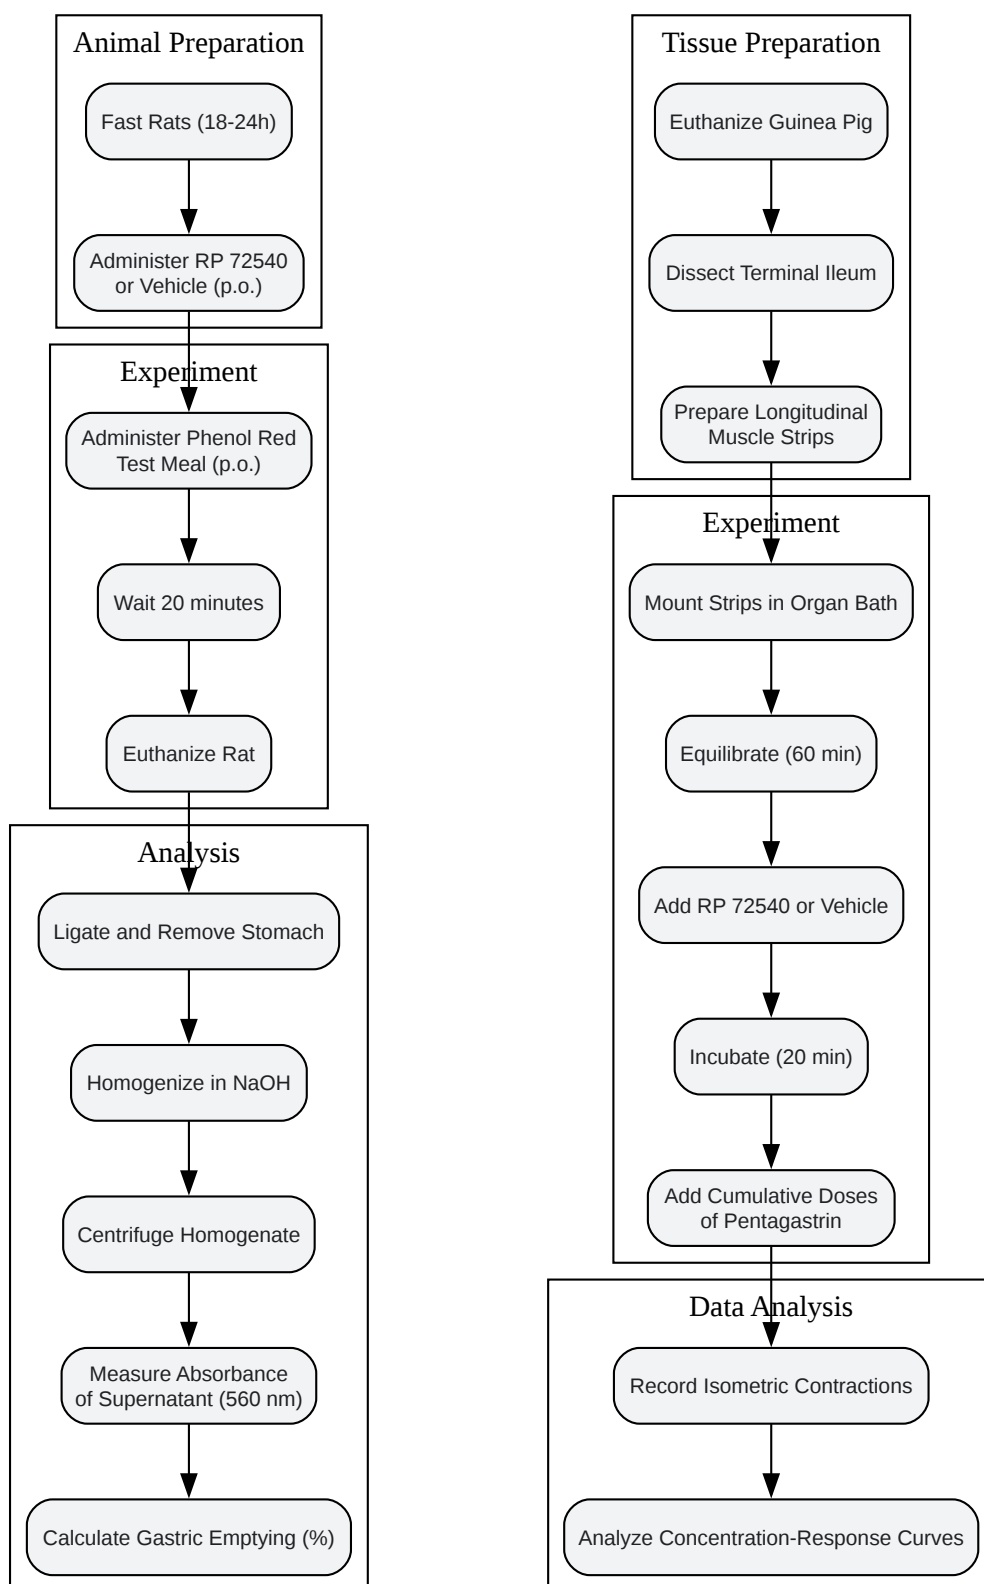 Animal Preparation
Fast Rats (18-24h)
Administer RP 72540
or Vehicle (p.o.)
Experiment
Administer Phenol Red
Test Meal (p.o.)
Wait 20 minutes
Euthanize Rat
Analysis
Ligate and Remove Stomach
Homogenize in NaOH
Centrifuge Homogenate
Measure Absorbance
of Supernatant (560 nm)
Calculate Gastric Emptying (%)
Tissue Preparation
Euthanize Guinea Pig
Dissect Terminal Ileum
Prepare Longitudinal
Muscle Strips
Experiment
Mount Strips in Organ Bath
Equilibrate (60 min)
Add RP 72540 or Vehicle
Incubate (20 min)
Add Cumulative Doses
of Pentagastrin
Data Analysis
Record Isometric Contractions
Analyze Concentration-Response Curves